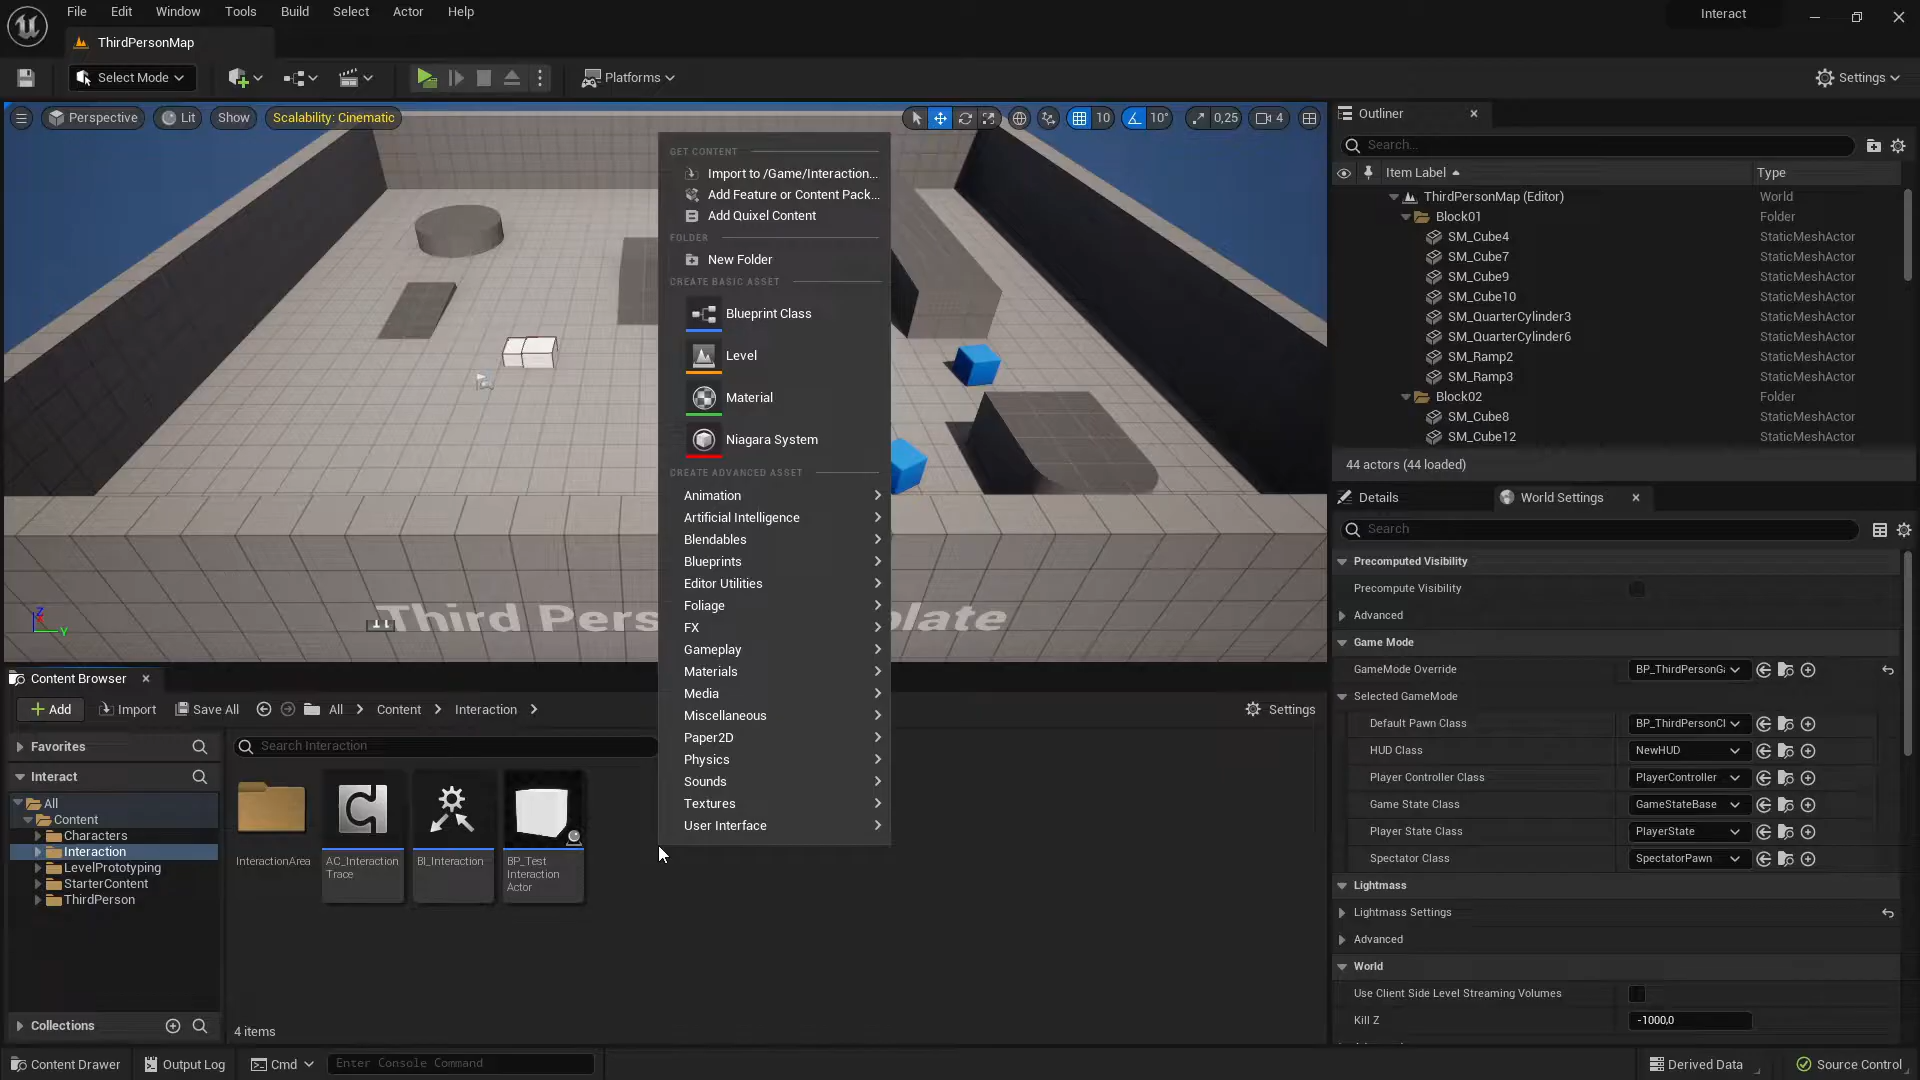 File Edit Window Tools Build Select Actor Help
Interact
ThirdPersonMap
Select Mode
Platforms
Settings
Perspective
Lit
Show
Scalability: Cinematic
10
10°
0,25
4
GET CONTENT
Import to /Game/Interaction...
Add Feature or Content Pack...
Add Quixel Content
FOLDER
New Folder
CREATE BASIC ASSET
Blueprint Class
Level
Material
Niagara System
CREATE ADVANCED ASSET
Animation
Artificial Intelligence
Blendables
Blueprints
Editor Utilities
Foliage
FX
Gameplay
Materials
Media
Miscellaneous
Paper2D
Physics
Sounds
Textures
User Interface
Third Pers
plate
Z
Y
Outliner
Search...
Item Label
Type
ThirdPersonMap (Editor) World
Block01 Folder
SM_Cube4 StaticMeshActor
SM_Cube7 StaticMeshActor
SM_Cube9 StaticMeshActor
SM_Cube10 StaticMeshActor
SM_QuarterCylinder3 StaticMeshActor
SM_QuarterCylinder6 StaticMeshActor
SM_Ramp2 StaticMeshActor
SM_Ramp3 StaticMeshActor
Block02 Folder
SM_Cube8 StaticMeshActor
SM_Cube12 StaticMeshActor
44 actors (44 loaded)
Details
World Settings
Search
Precomputed Visibility
Precompute Visibility
Advanced
Game Mode
GameMode Override BP_ThirdPersonGa
Selected GameMode
Default Pawn Class BP_ThirdPersonCl
HUD Class NewHUD
Player Controller Class PlayerController
Game State Class GameStateBase
Player State Class PlayerState
Spectator Class SpectatorPawn
Lightmass
Lightmass Settings
Advanced
World
Use Client Side Level Streaming Volumes
Kill Z -1000,0
Content Browser
Add
Import
Save All
All
Content
Interaction
Settings
Favorites
Search Interaction
Interact
All
Content
Characters
Interaction
LevelPrototyping
StarterContent
ThirdPerson
Collections
InteractionArea
AC_Interaction
Trace
BI_Interaction
BP_Test
Interaction
Actor
4 items
Content Drawer
Output Log
Cmd
Enter Console Command
Derived Data
Source Control